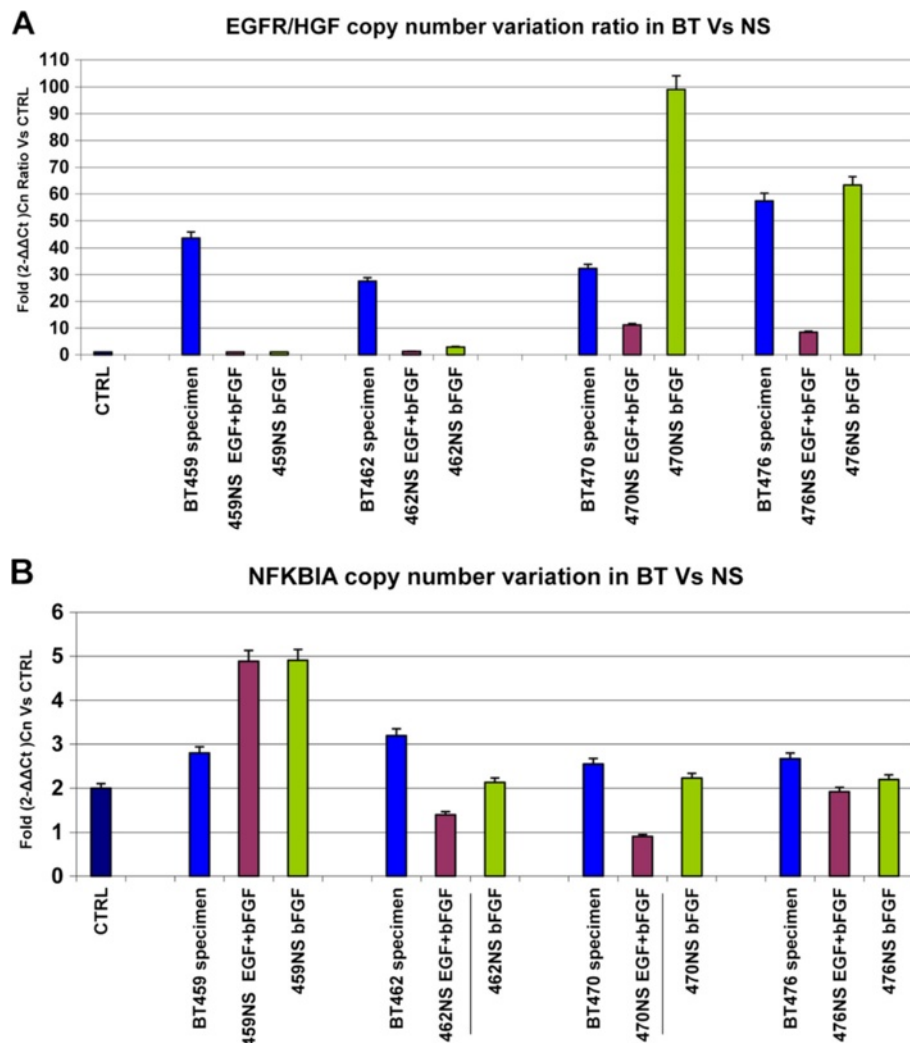 A
EGFR/HGF copy number variation ratio in BT Vs NS
Fold (2-ΔΔCt )Cn Ratio Vs CTRL
110
100
90
80
70
60
50
40
30
20
10
0
CTRL
BT459 specimen
459NS EGF+bFGF
459NS bFGF
BT462 specimen
462NS EGF+bFGF
462NS bFGF
BT470 specimen
470NS EGF+bFGF
470NS bFGF
BT476 specimen
476NS EGF+bFGF
476NS bFGF
B
NFKBIA copy number variation in BT Vs NS
Fold (2-ΔΔCt )Cn Vs CTRL
6
5
4
3
2
1
0
CTRL
BT459 specimen
459NS EGF+bFGF
459NS bFGF
BT462 specimen
462NS EGF+bFGF
462NS bFGF
BT470 specimen
470NS EGF+bFGF
470NS bFGF
BT476 specimen
476NS EGF+bFGF
476NS bFGF